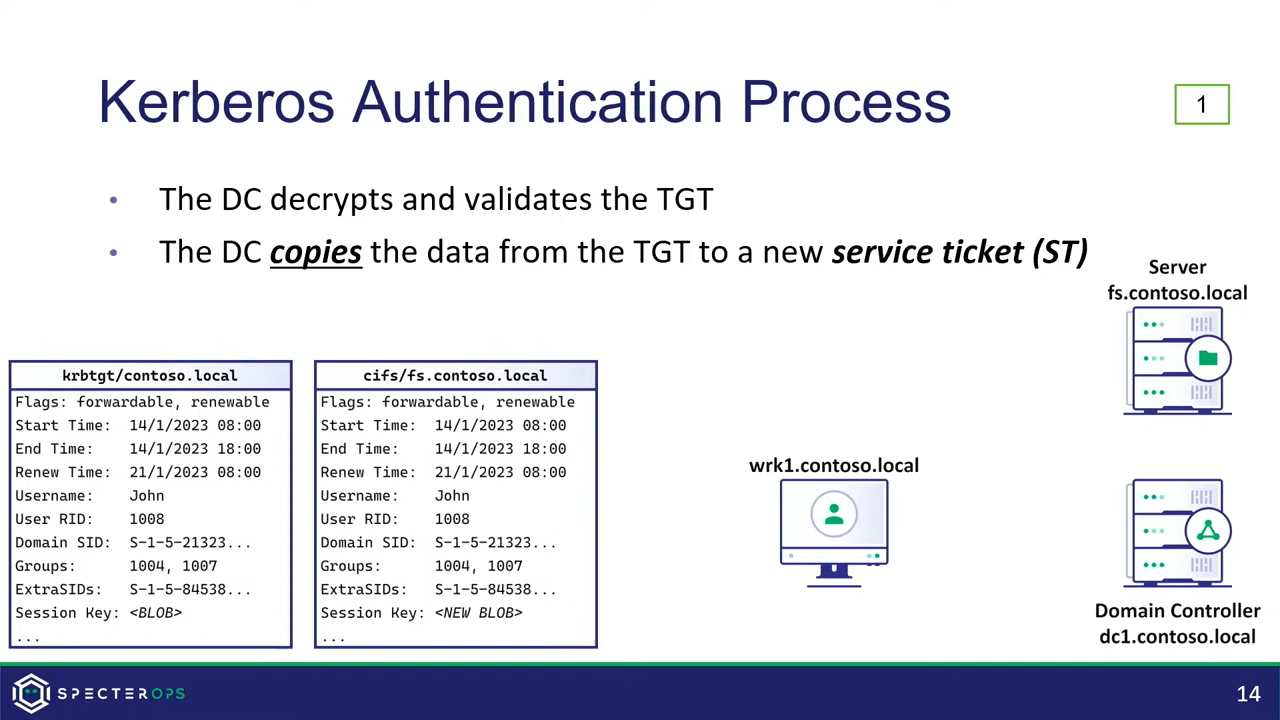 Kerberos Authentication Process
1
• The DC decrypts and validates the TGT
• The DC copies the data from the TGT to a new service ticket (ST)
Server
fs.contoso.local
krbtgt/contoso.local
Flags: forwardable, renewable
Start Time: 14/1/2023 08:00
End Time: 14/1/2023 18:00
Renew Time: 21/1/2023 08:00
Username: John
User RID: 1008
Domain SID: S-1-5-21323...
Groups: 1004, 1007
ExtraSIDs: S-1-5-84538...
Session Key: <BLOB>
...
cifs/fs.contoso.local
Flags: forwardable, renewable
Start Time: 14/1/2023 08:00
End Time: 14/1/2023 18:00
Renew Time: 21/1/2023 08:00
Username: John
User RID: 1008
Domain SID: S-1-5-21323...
Groups: 1004, 1007
ExtraSIDs: S-1-5-84538...
Session Key: <NEW BLOB>
...
wrk1.contoso.local
Domain Controller
dc1.contoso.local
SPECTEROPS
14